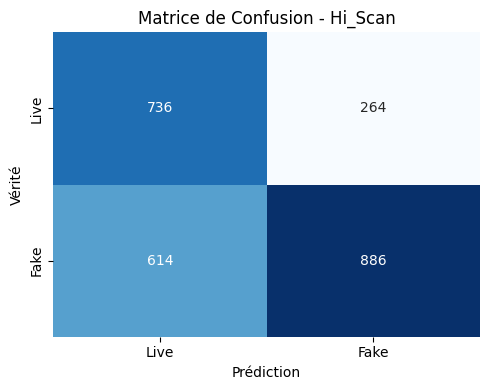 Matrice de Confusion - Hi_Scan
Vérité
Live
736
264
Fake
614
886
Live
Fake
Prédiction